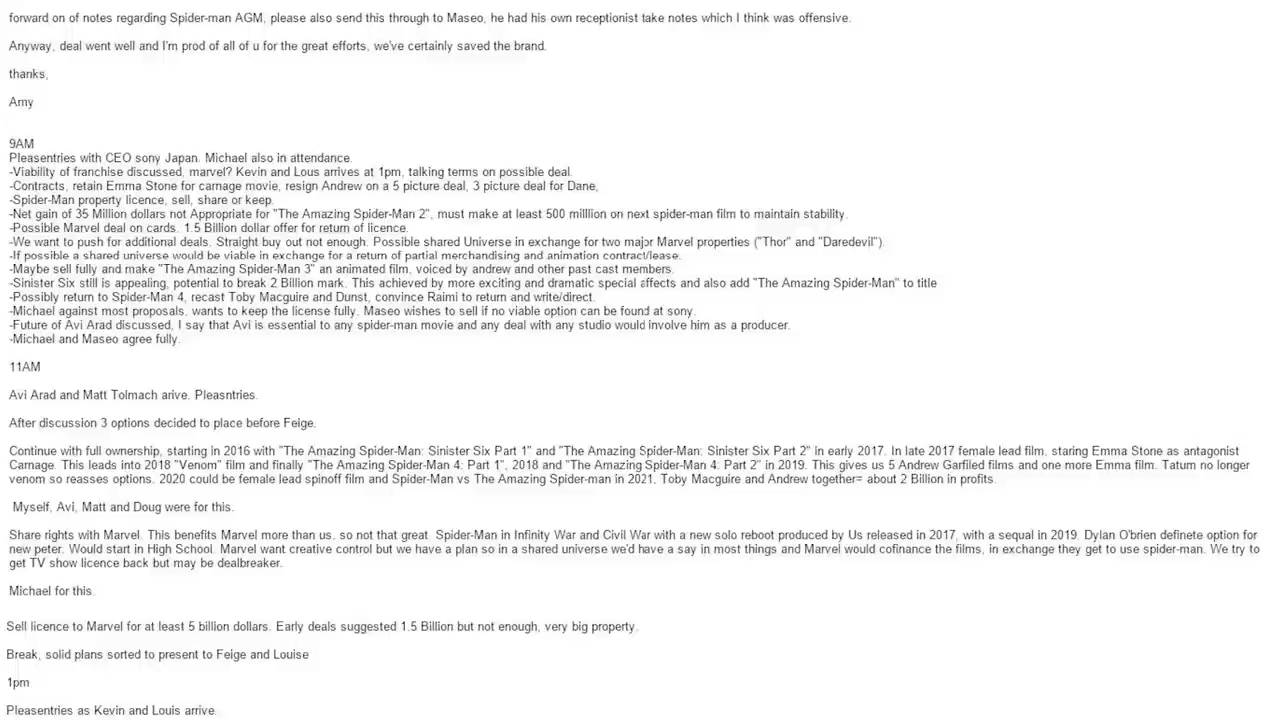 forward on of notes regarding Spider-man AGM, please also send this through to Maseo, he had his own receptionist take notes which I think was offensive.
Anyway, deal went well and I'm prod of all of u for the great efforts, we've certainly saved the brand.
thanks,
Amy
9AM
Pleasentries with CEO sony Japan. Michael also in attendance.
-Viability of franchise discussed, marvel? Kevin and Lous arrives at 1pm, talking terms on possible deal.
-Contracts, retain Emma Stone for carnage movie, resign Andrew on a 5 picture deal, 3 picture deal for Dane,
-Spider-Man property licence, sell, share or keep.
-Net gain of 35 Million dollars not Appropriate for "The Amazing Spider-Man 2", must make at least 500 milllion on next spider-man film to maintain stability.
-Possible Marvel deal on cards. 1.5 Billion dollar offer for return of licence.
-We want to push for additional deals. Straight buy out not enough. Possible shared Universe in exchange for two major Marvel properties ("Thor" and "Daredevil").
-If possible a shared universe would be viable in exchange for a return of partial merchandising and animation contract/lease.
-Maybe sell fully and make "The Amazing Spider-Man 3" an animated film, voiced by andrew and other past cast members.
-Sinister Six still is appealing, potential to break 2 Billion mark. This achieved by more exciting and dramatic special effects and also add "The Amazing Spider-Man" to title
-Possibly return to Spider-Man 4, recast Toby Macguire and Dunst, convince Raimi to return and write/direct.
-Michael against most proposals, wants to keep the license fully. Maseo wishes to sell if no viable option can be found at sony.
-Future of Avi Arad discussed, I say that Avi is essential to any spider-man movie and any deal with any studio would involve him as a producer.
-Michael and Maseo agree fully.
11AM
Avi Arad and Matt Tolmach arive. Pleasntries.
After discussion 3 options decided to place before Feige.
Continue with full ownership, starting in 2016 with "The Amazing Spider-Man: Sinister Six Part 1" and "The Amazing Spider-Man: Sinister Six Part 2" in early 2017. In late 2017 female lead film, staring Emma Stone as antagonist
Carnage. This leads into 2018 "Venom" film and finally "The Amazing Spider-Man 4: Part 1", 2018 and "The Amazing Spider-Man 4: Part 2" in 2019. This gives us 5 Andrew Garfiled films and one more Emma film. Tatum no longer
venom so reasses options. 2020 could be female lead spinoff film and Spider-Man vs The Amazing Spider-man in 2021, Toby Macguire and Andrew together= about 2 Billion in profits.
Myself, Avi, Matt and Doug were for this.
Share rights with Marvel. This benefits Marvel more than us. so not that great. Spider-Man in Infinity War and Civil War with a new solo reboot produced by Us released in 2017, with a sequal in 2019. Dylan O'brien definete option for
new peter. Would start in High School. Marvel want creative control but we have a plan so in a shared universe we'd have a say in most things and Marvel would cofinance the films, in exchange they get to use spider-man. We try to
get TV show licence back but may be dealbreaker.
Michael for this.
Sell licence to Marvel for at least 5 billion dollars. Early deals suggested 1.5 Billion but not enough, very big property.
Break, solid plans sorted to present to Feige and Louise
1pm
Pleasentries as Kevin and Louis arrive.